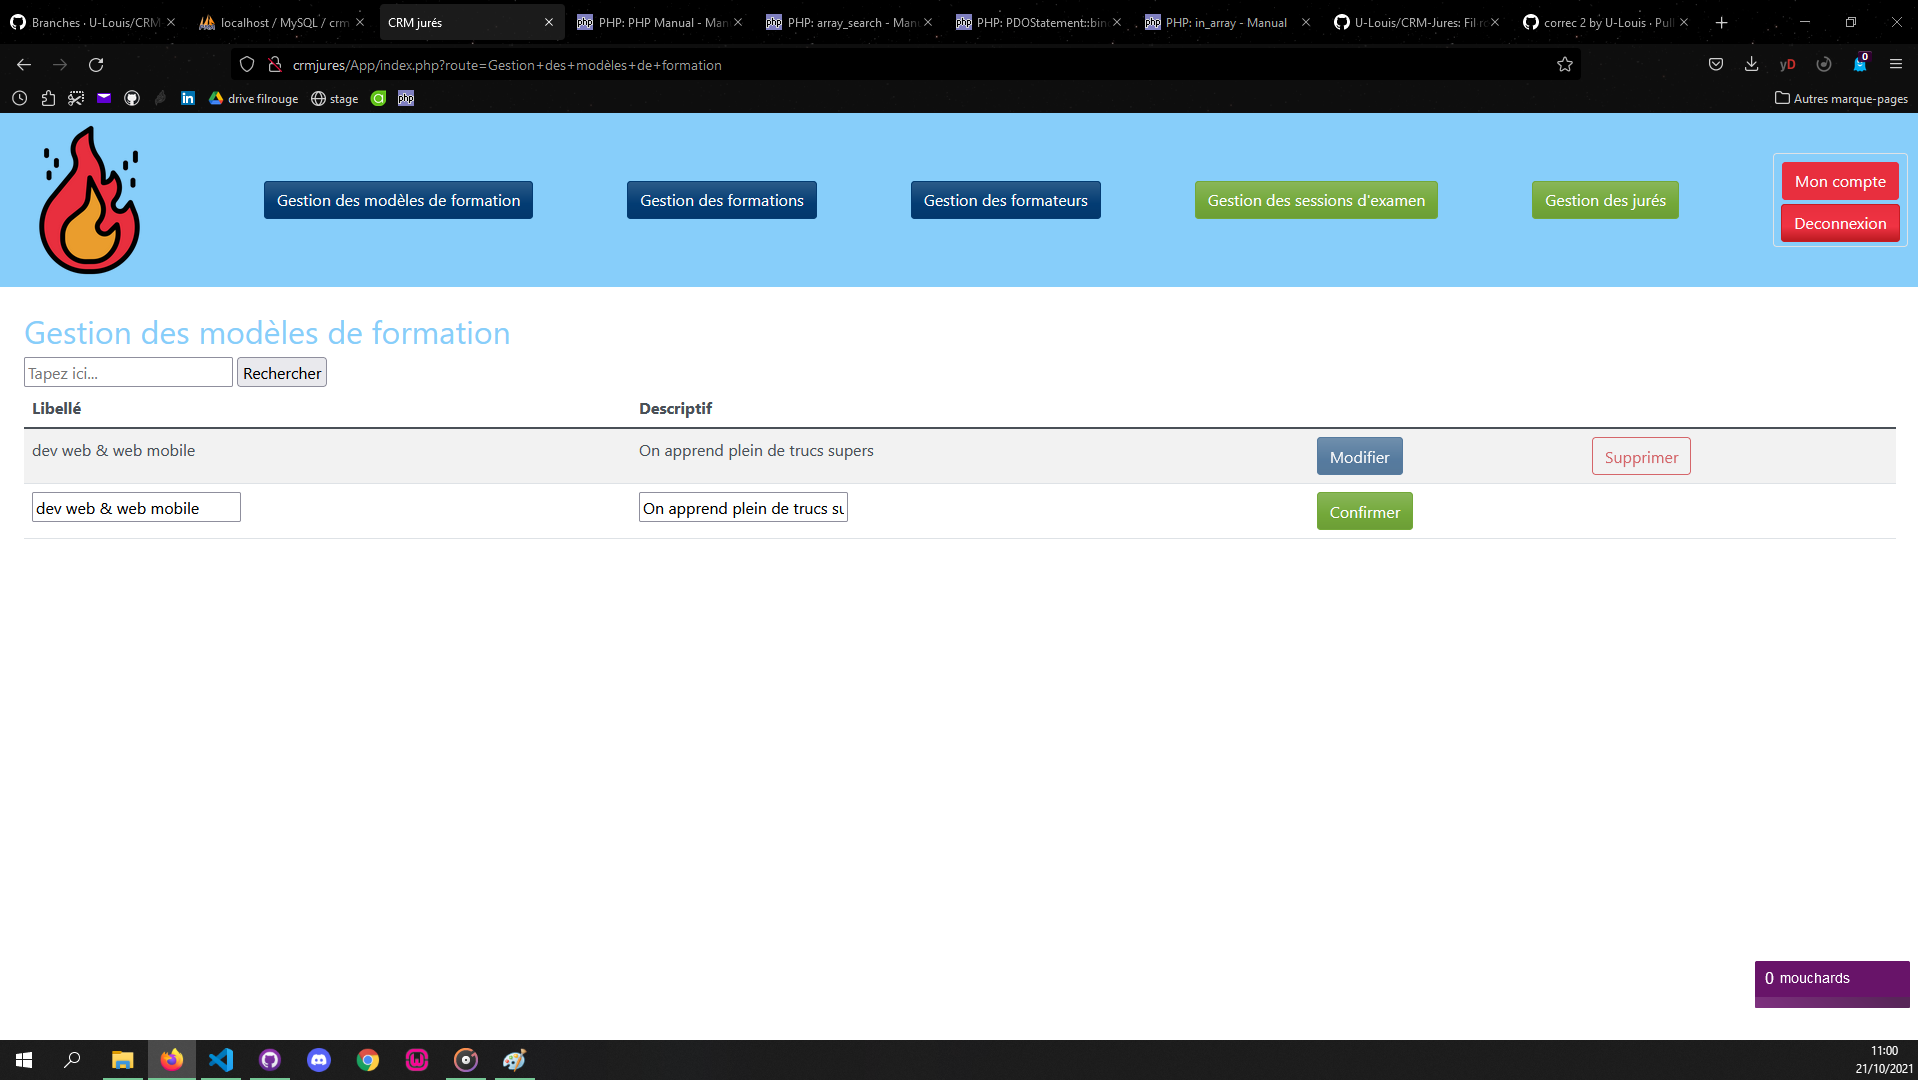 Branches · U-Louis/CRM
localhost / MySQL / crm
CRM jurés
PHP: PHP Manual - Man
PHP: array_search - Manu
PHP: PDOStatement::bin
PHP: in_array - Manual
U-Louis/CRM-Jures: Fil ro
correc 2 by U-Louis · Pull
crmjures/App/index.php?route=Gestion+des+modèles+de+formation
yD
0
drive filrouge
stage
php
Autres marque-pages
Gestion des modèles de formation
Gestion des formations
Gestion des formateurs
Gestion des sessions d'examen
Gestion des jurés
Mon compte
Deconnexion
Gestion des modèles de formation
Tapez ici...
Rechercher
Libellé
Descriptif
dev web & web mobile
On apprend plein de trucs supers
Modifier
Supprimer
dev web & web mobile
On apprend plein de trucs su
Confirmer
0 mouchards
11:00
21/10/2021